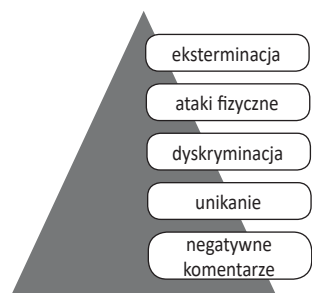 eksterminacja
ataki fizyczne
dyskryminacja
unikanie
negatywne
komentarze